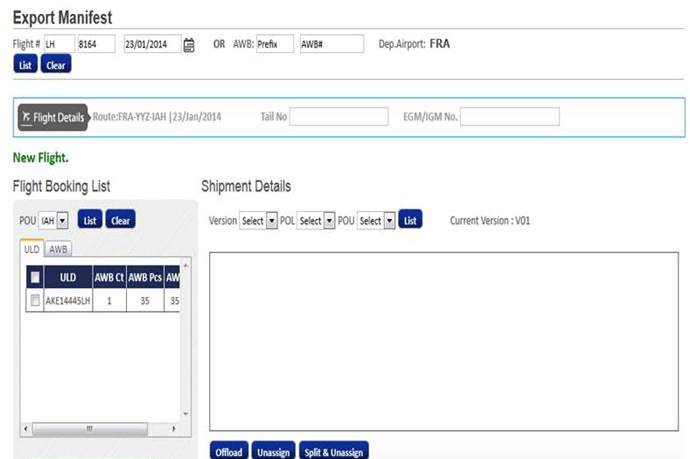 Export Manifest
Flight # LH 8164 23/01/2014 OR AWB: Prefix AWB# Dep.Airport: FRA
List Clear
Flight Details Route:FRA-YYZ-IAH |23/Jan/2014 Tail No EGM/IGM No.
New Flight.
Flight Booking List Shipment Details
POU IAH List Clear Version Select POL Select POU Select List Current Version : V01
ULD AWB
ULD AWB Ct AWB Pcs AW
AKE14445LH 1 35 35
Offload Unassign Split & Unassign